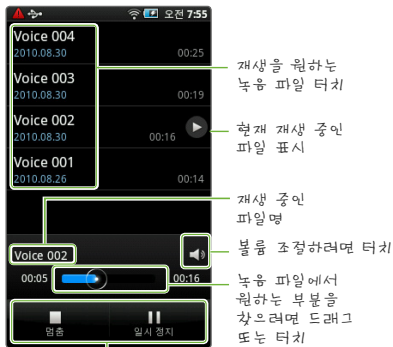 오전 7:55
Voice 004
2010.08.30
00:25
Voice 003
2010.08.30
00:19
Voice 002
2010.08.30
00:16
Voice 001
2010.08.26
00:14
Voice 002
00:05
00:16
멈춤
일시 정지
재생을 원하는
녹음 파일 터치
현재 재생 중인
파일 표시
재생 중인
파일명
볼륨 조절하려면 터치
녹음 파일에서
원하는 부분을
찾으려면 드래그
또는 터치